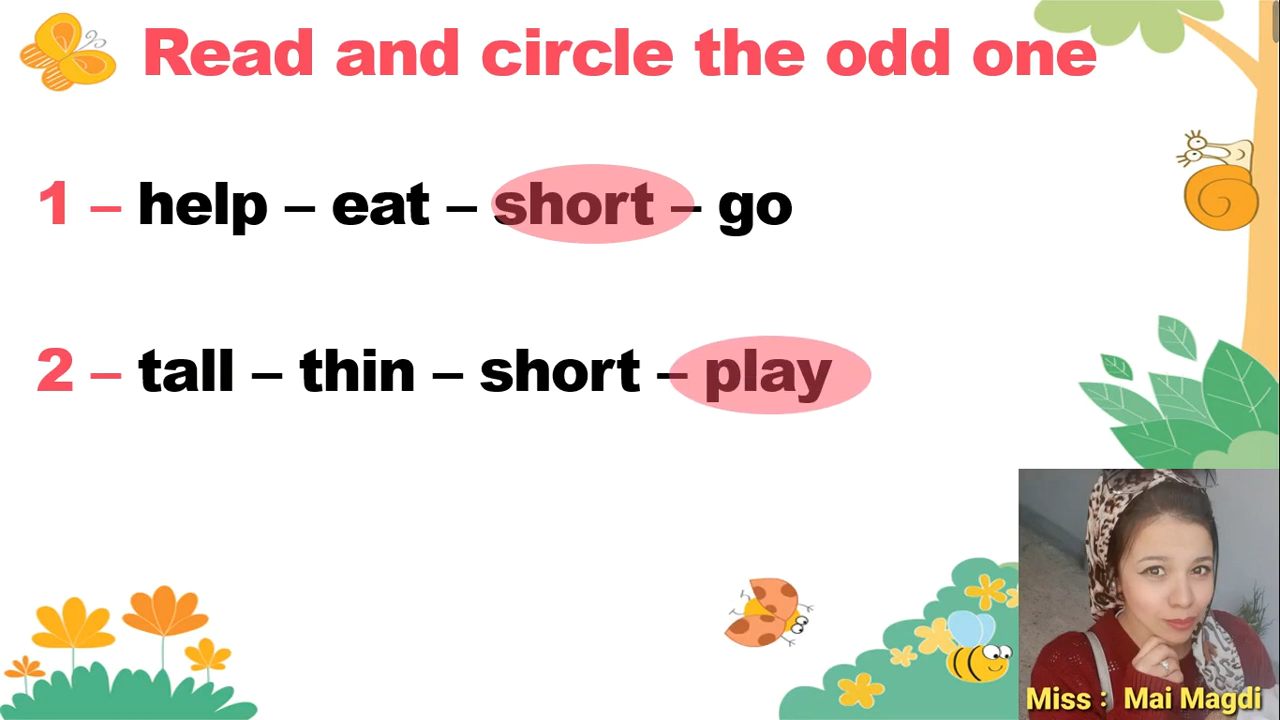 Read and circle the odd one
1 – help – eat – short – go
2 – tall – thin – short – play
Miss : Mai Magdi